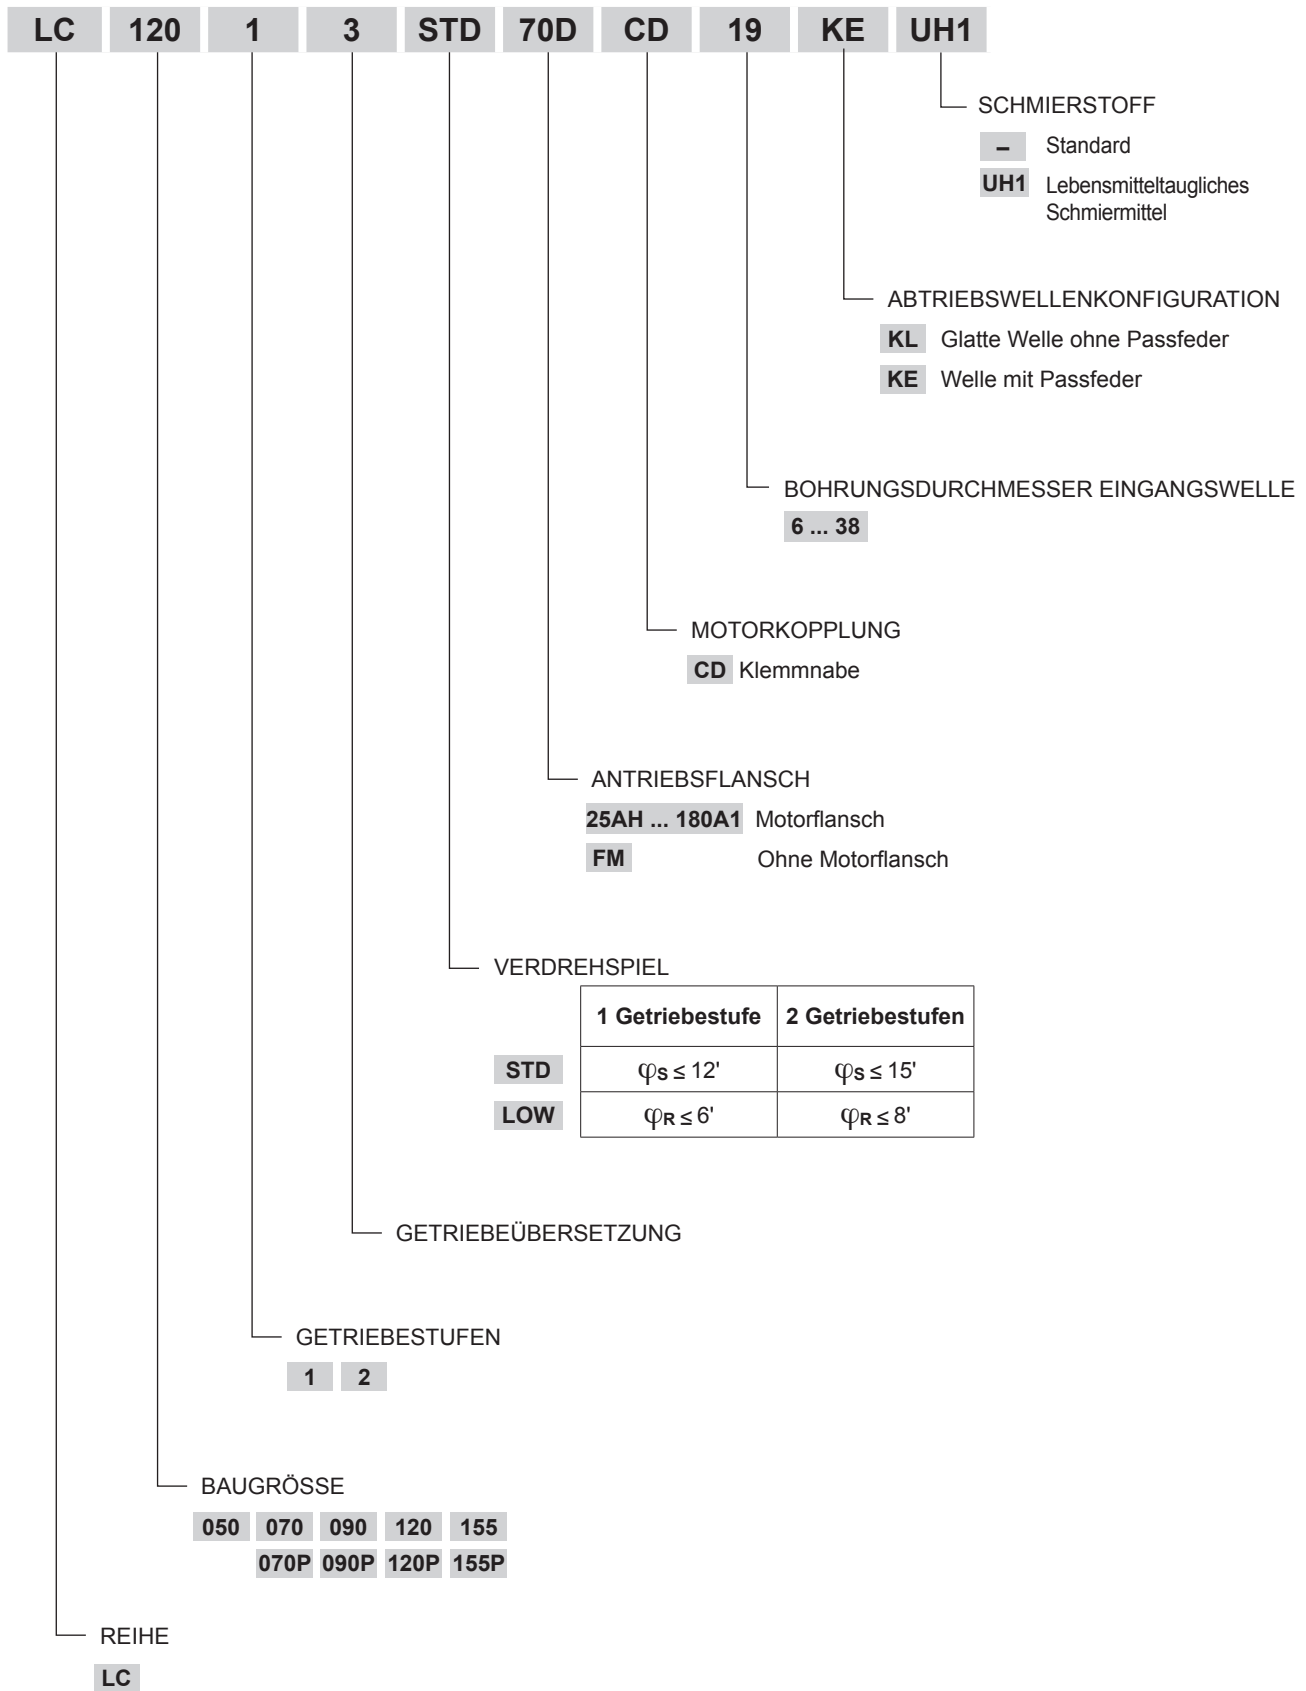 LC 120 1 3 STD 70D CD 19 KE UH1
SCHMIERSTOFF
– Standard
UH1 Lebensmitteltaugliches
Schmiermittel
ABTRIEBSWELLENKONFIGURATION
KL Glatte Welle ohne Passfeder
KE Welle mit Passfeder
BOHRUNGSDURCHMESSER EINGANGSWELLE
6 ... 38
MOTORKOPPLUNG
CD Klemmnabe
ANTRIEBSFLANSCH
25AH ... 180A1 Motorflansch
FM Ohne Motorflansch
VERDREHSPIEL
1 Getriebestufe 2 Getriebestufen
STD φS ≤ 12' φS ≤ 15'
LOW φR ≤ 6' φR ≤ 8'
GETRIEBEÜBERSETZUNG
GETRIEBESTUFEN
1 2
BAUGRÖSSE
050 070 090 120 155
070P 090P 120P 155P
REIHE
LC